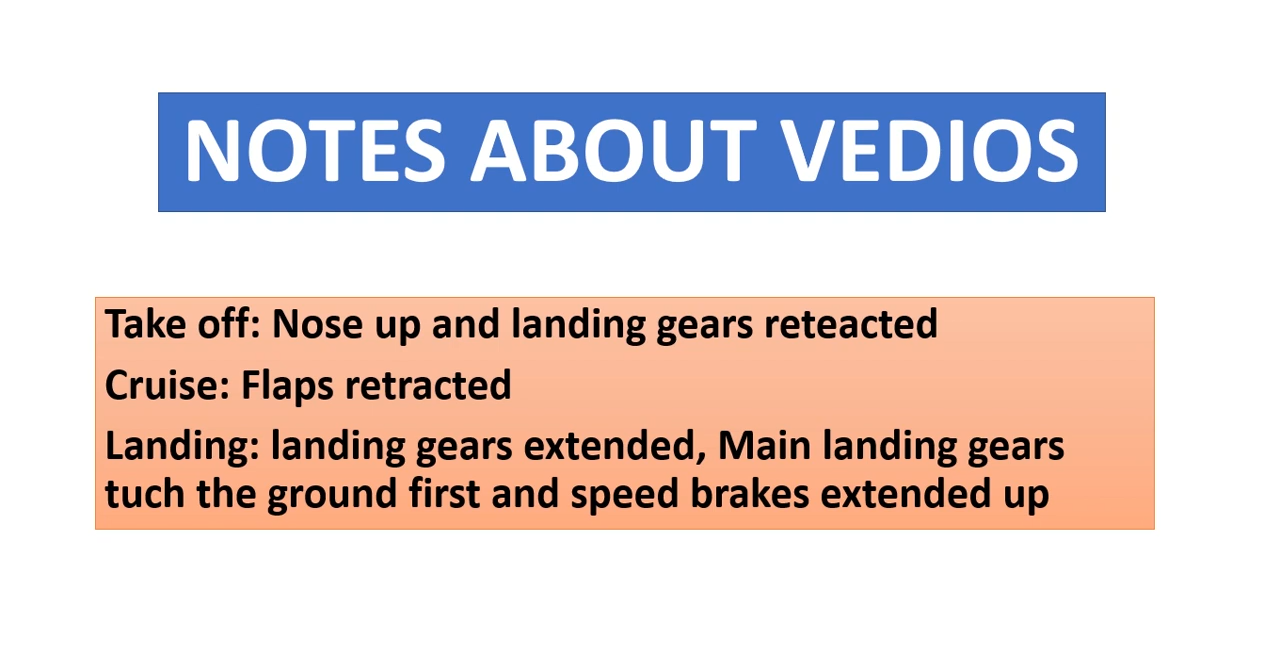 NOTES ABOUT VEDIOS
Take off: Nose up and landing gears reteacted
Cruise: Flaps retracted
Landing: landing gears extended, Main landing gears
tuch the ground first and speed brakes extended up